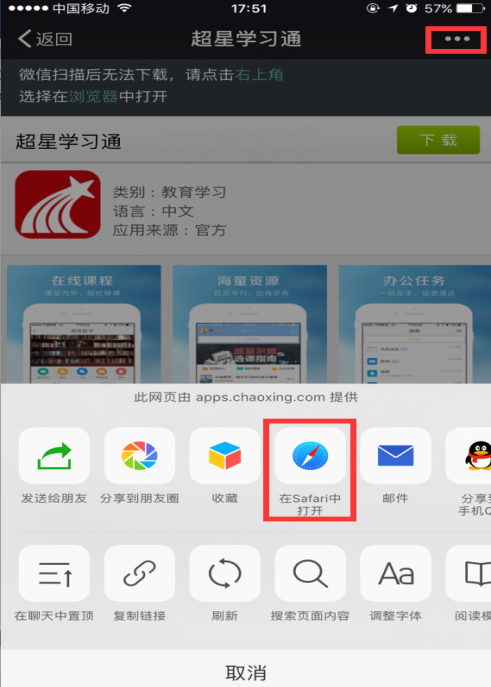 中国移动 17:51 57%
返回 超星学习通
微信扫描后无法下载，请点击右上角
选择在浏览器中打开
超星学习通 下载
类别：教育学习
语言：中文
应用来源：官方
在线课程 海量资源 办公任务
此网页由 apps.chaoxing.com 提供
发送给朋友 分享到朋友圈 收藏 在Safari中 邮件 分享到
打开 手机Q
Aa
在聊天中置顶 复制链接 刷新 搜索页面内容 调整字体 阅读模
取消